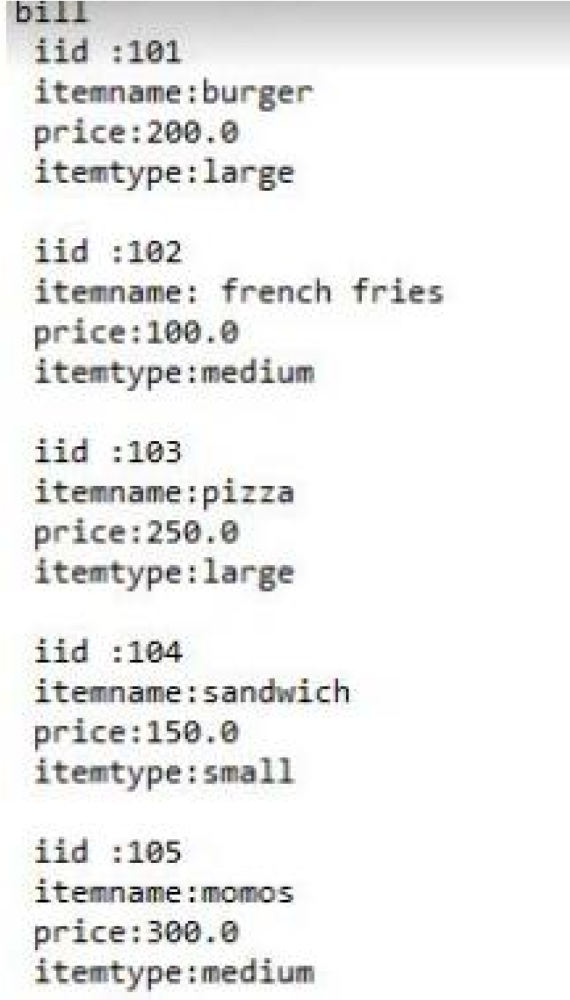 bill
iid :101
itemname:burger
price:200.0
itemtype:large
iid :102
itemname: french fries
price:100.0
itemtype:medium
iid :103
itemname:pizza
price:250.0
itemtype:large
iid :104
itemname:sandwich
price:150.0
itemtype:small
iid :105
itemname:momos
price:300.0
itemtype:medium